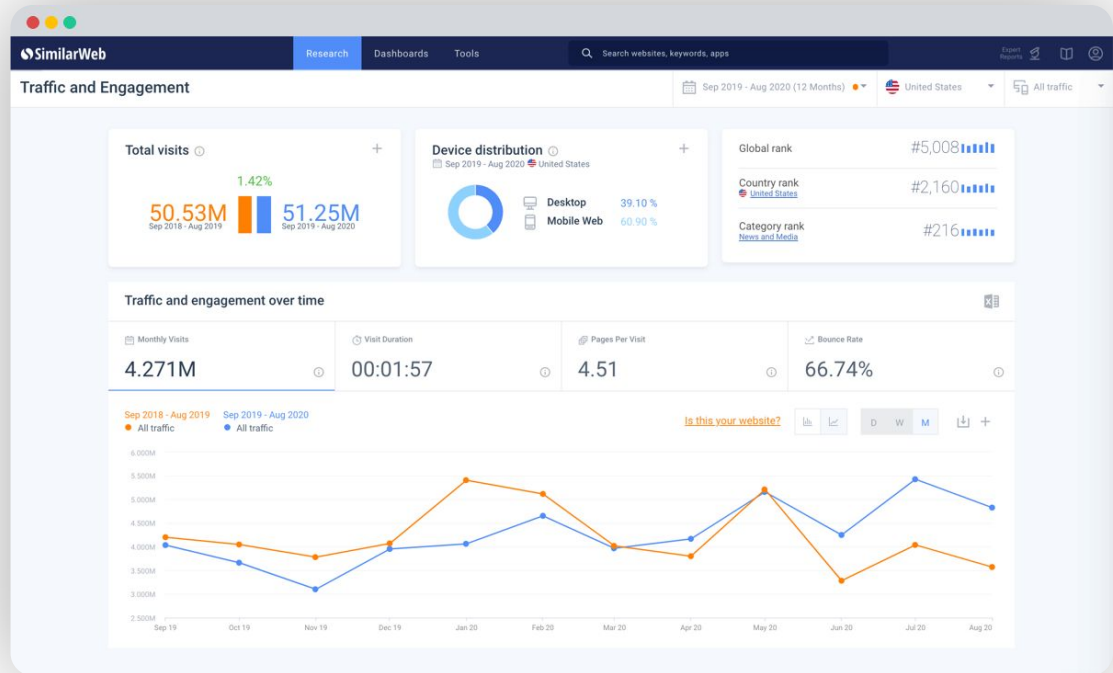 SimilarWeb
Research Dashboards Tools Search websites, keywords, apps Expert Reports
Traffic and Engagement Sep 2019 - Aug 2020 (12 Months) United States All traffic
Total visits
1.42%
50.53M 51.25M
Sep 2018 - Aug 2019 Sep 2019 - Aug 2020
Device distribution
Sep 2019 - Aug 2020 United States
Desktop 39.10 %
Mobile Web 60.90 %
Global rank #5,008
Country rank #2,160
United States
Category rank #216
News and Media
Traffic and engagement over time
Monthly Visits
4.271M
Visit Duration
00:01:57
Pages Per Visit
4.51
Bounce Rate
66.74%
Sep 2018 - Aug 2019 Sep 2019 - Aug 2020
All traffic All traffic
Is this your website? D W M
6.000M
5.500M
5.000M
4.500M
4.000M
3.500M
3.000M
2.500M
Sep 19 Oct 19 Nov 19 Dec 19 Jan 20 Feb 20 Mar 20 Apr 20 May 20 Jun 20 Jul 20 Aug 20